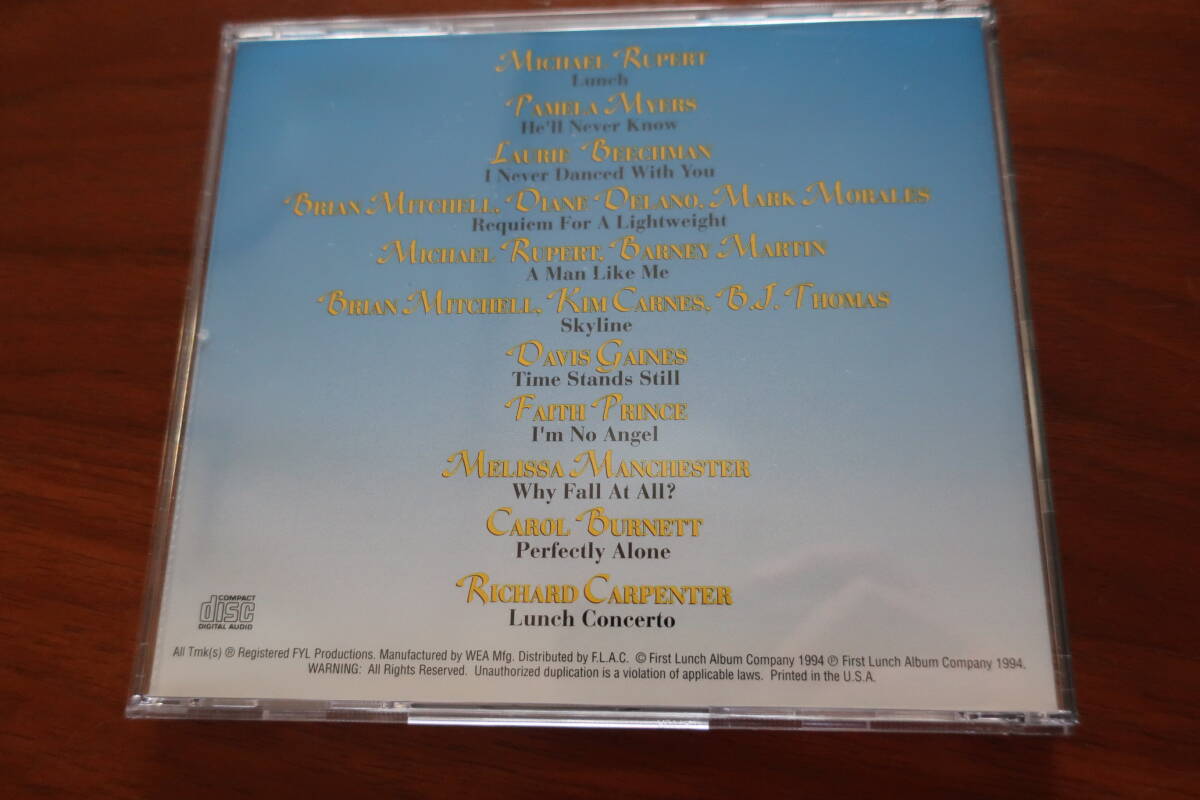 Michael Rupert
Lunch
Pamela Myers
He'll Never Know
Laurie Beechman
I Never Danced With You
Brian Mitchell, Diane Delano, Mark Morales
Requiem For A Lightweight
Michael Rupert, Barney Martin
A Man Like Me
Brian Mitchell, Kim Carnes, B.J. Thomas
Skyline
Davis Gaines
Time Stands Still
Faith Prince
I'm No Angel
Melissa Manchester
Why Fall At All?
Carol Burnett
Perfectly Alone
Richard Carpenter
Lunch Concerto
COMPACT
disc
DIGITAL AUDIO
All Tmk(s) ® Registered FYL Productions. Manufactured by WEA Mfg. Distributed by F.L.A.C. © First Lunch Album Company 1994 ℗ First Lunch Album Company 1994.
WARNING: All Rights Reserved. Unauthorized duplication is a violation of applicable laws. Printed in the U.S.A.